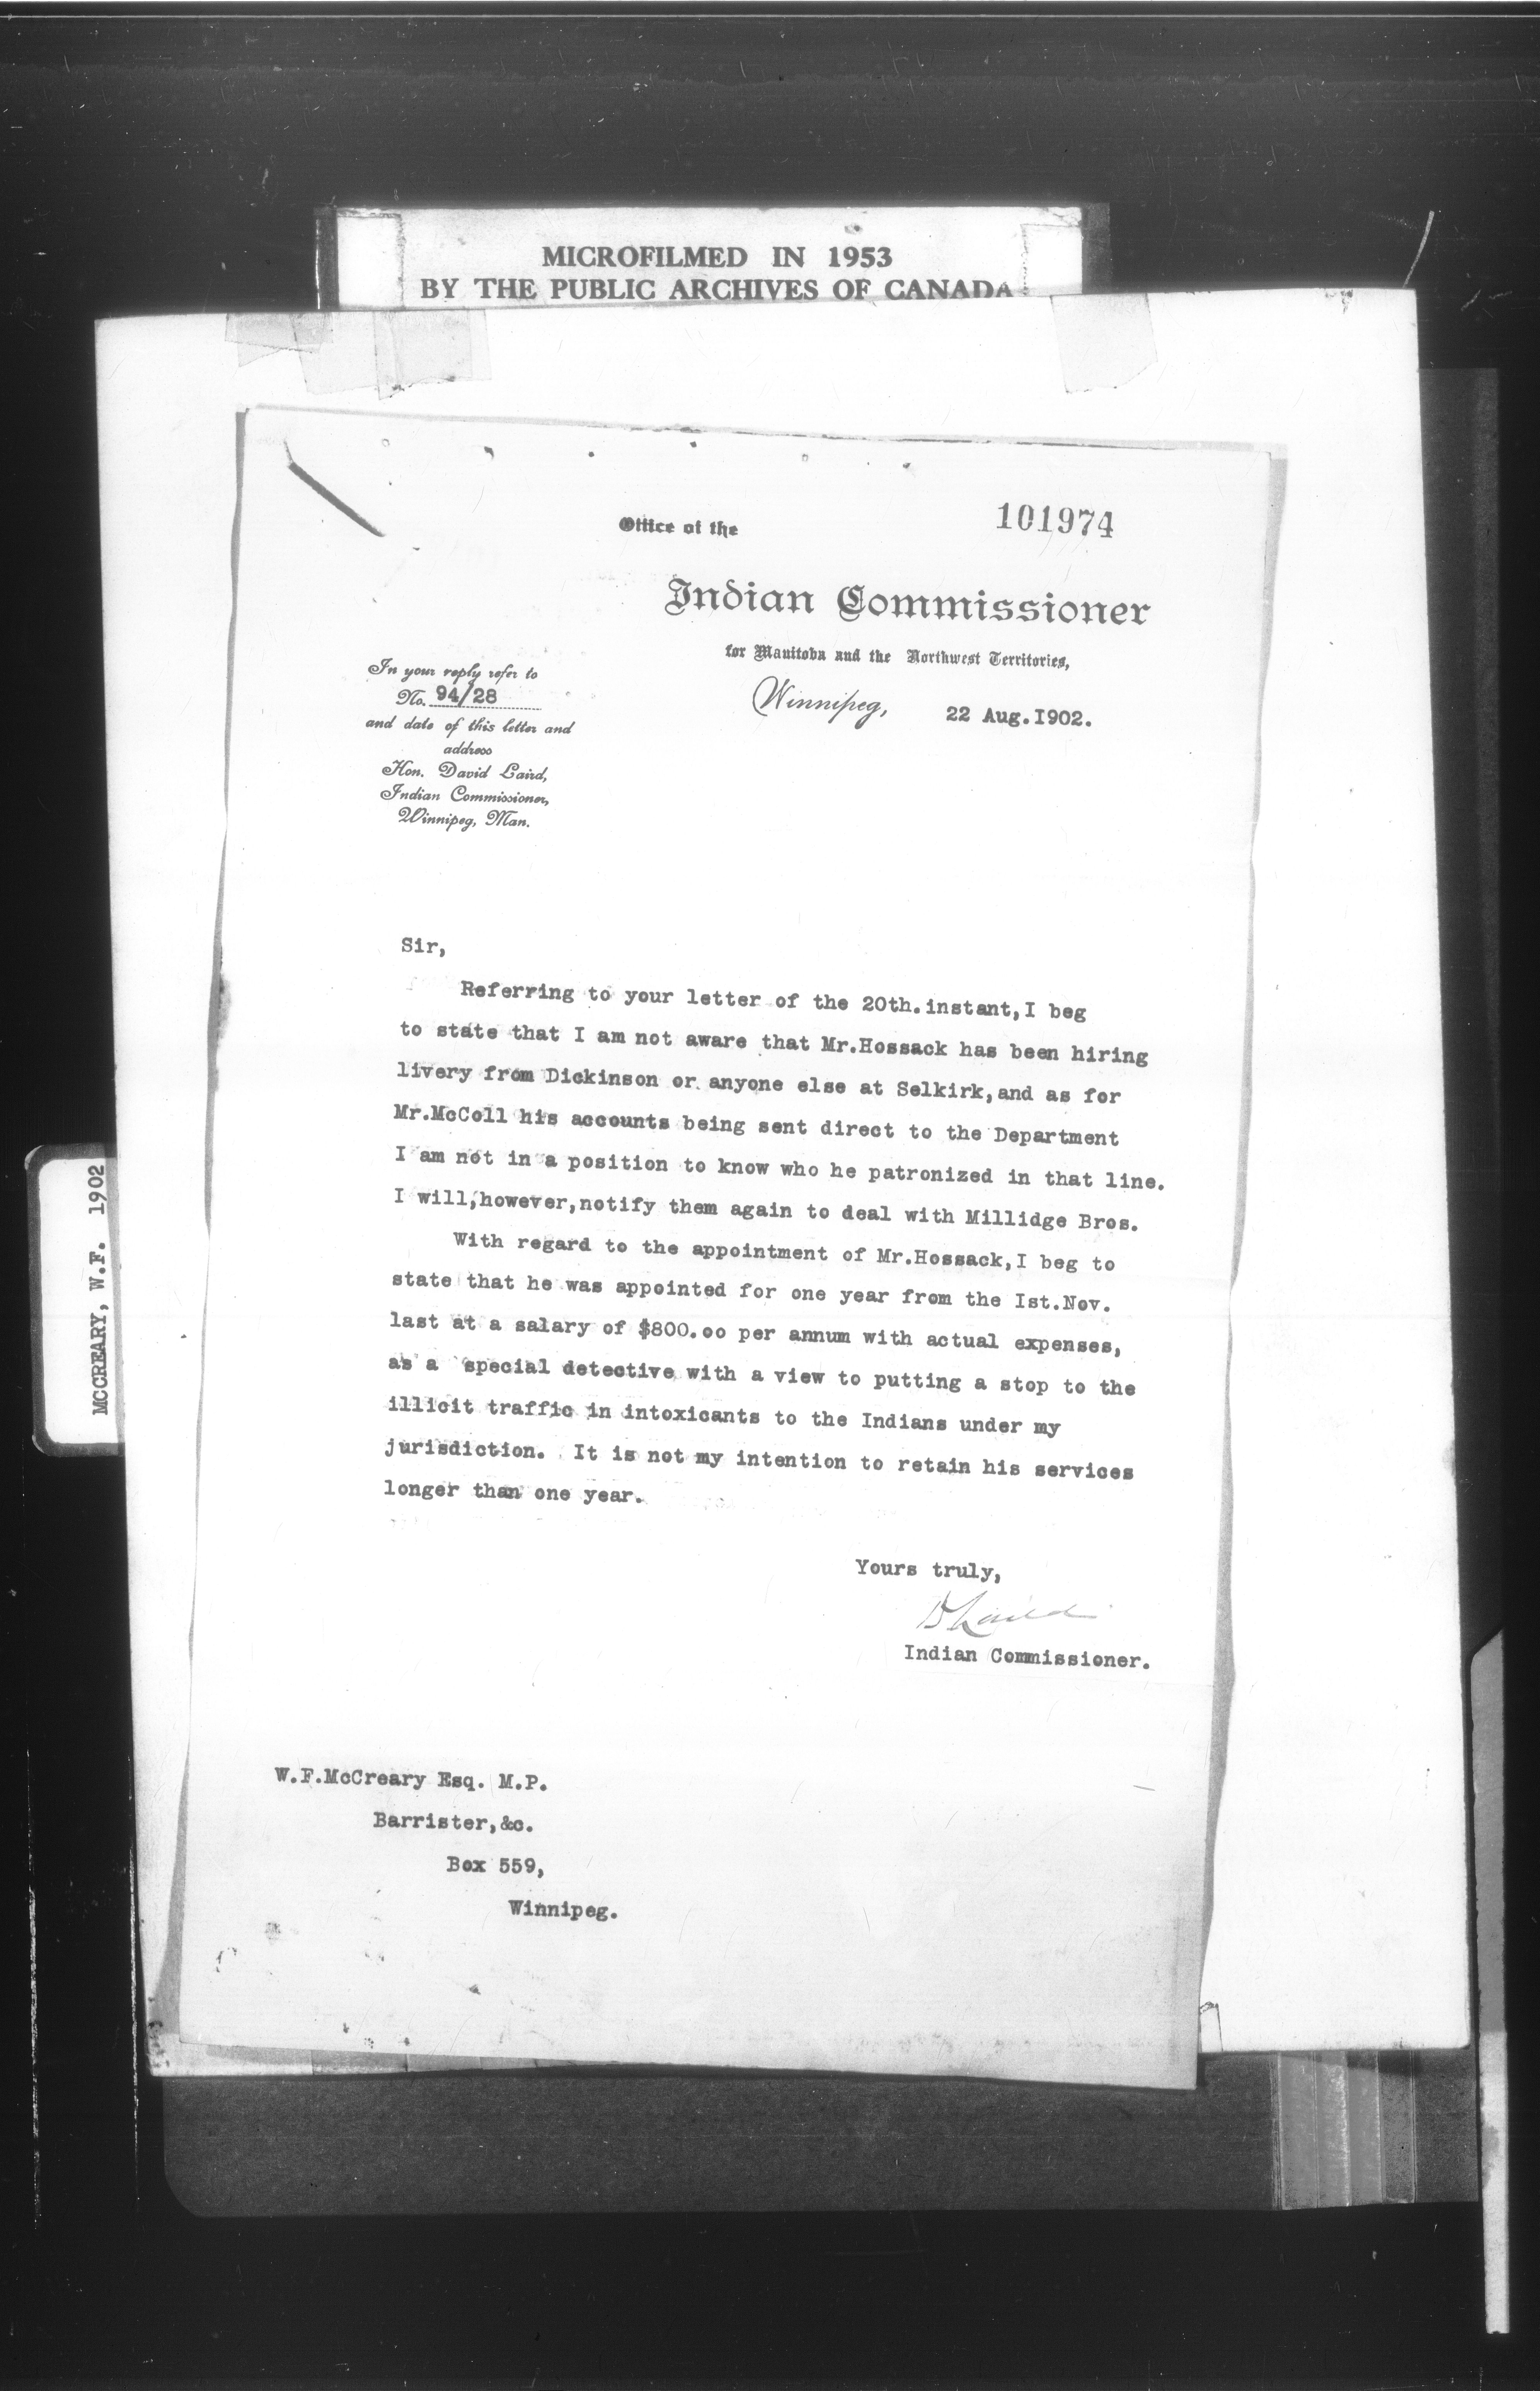 MICROFILMED IN 1953
BY THE PUBLIC ARCHIVES OF CANADA
101974
Office of the
Indian Commissioner
for Manitoba and the Northwest Territories,
Winnipeg, 22 Aug.I902.
In your reply refer to
No. 94/28
and date of this letter and
address
Hon. David Laird,
Indian Commissioner,
Winnipeg, Man.
Sir,
Referring to your letter of the 20th.instant,I beg
to state that I am not aware that Mr.Hossack has been hiring
livery from Dickinson or anyone else at Selkirk,and as for
Mr.McColl his accounts being sent direct to the Department
I am not in a position to know who he patronized in that line.
I will,however,notify them again to deal with Millidge Bros.
With regard to the appointment of Mr.Hossack,I beg to
state that he was appointed for one year from the Ist.Nov.
last at a salary of $800.oo per annum with actual expenses,
as a special detective with a view to putting a stop to the
illicit traffic in intoxicants to the Indians under my
jurisdiction. It is not my intention to retain his services
longer than one year.
Yours truly,
D Laird
Indian Commissioner.
W.F.McCreary Esq. M.P.
Barrister,&c.
Box 559,
Winnipeg.
MCCREARY, W.F. 1902